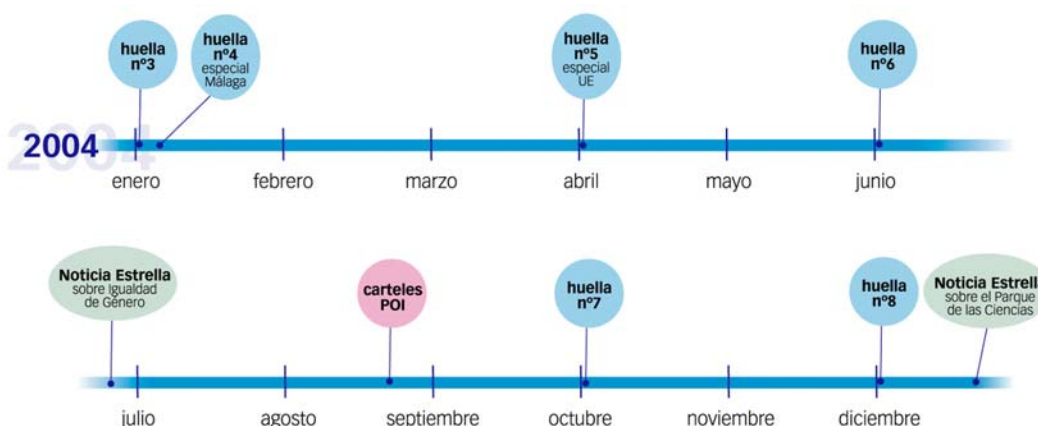 huella
nº3
huella
nº4
especial
Málaga
huella
nº5
especial
UE
huella
nº6
2004
2004
enero
febrero
marzo
abril
mayo
junio
Noticia Estrella
sobre Igualdad
de Género
carteles
POI
huella
nº7
huella
nº8
Noticia Estrella
sobre el Parque
de las Ciencias
julio
agosto
septiembre
octubre
noviembre
diciembre